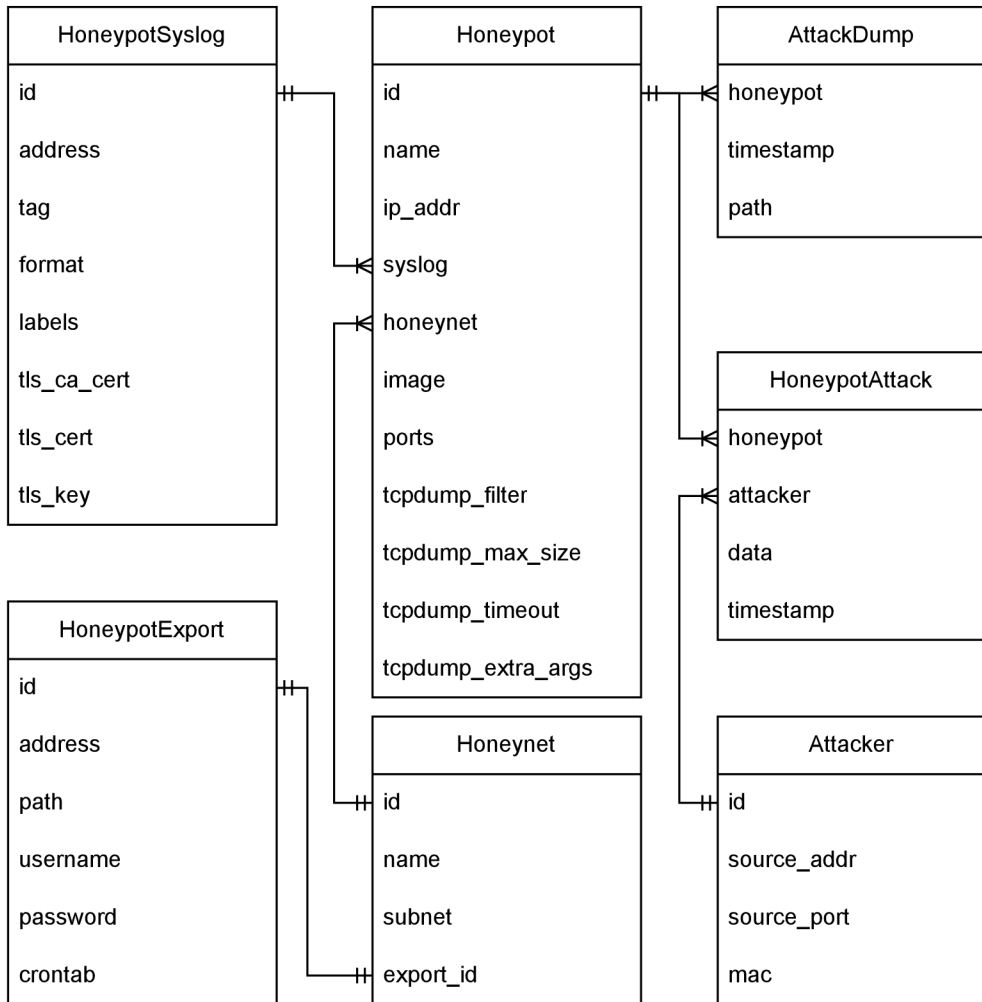 HoneypotSyslog
id
address
tag
format
labels
tls_ca_cert
tls_cert
tls_key
Honeypot
id
name
ip_addr
syslog
honeynet
image
ports
tcpdump_filter
tcpdump_max_size
tcpdump_timeout
tcpdump_extra_args
AttackDump
honeypot
timestamp
path
HoneypotAttack
honeypot
attacker
data
timestamp
HoneypotExport
id
address
path
username
password
crontab
Honeynet
id
name
subnet
export_id
Attacker
id
source_addr
source_port
mac